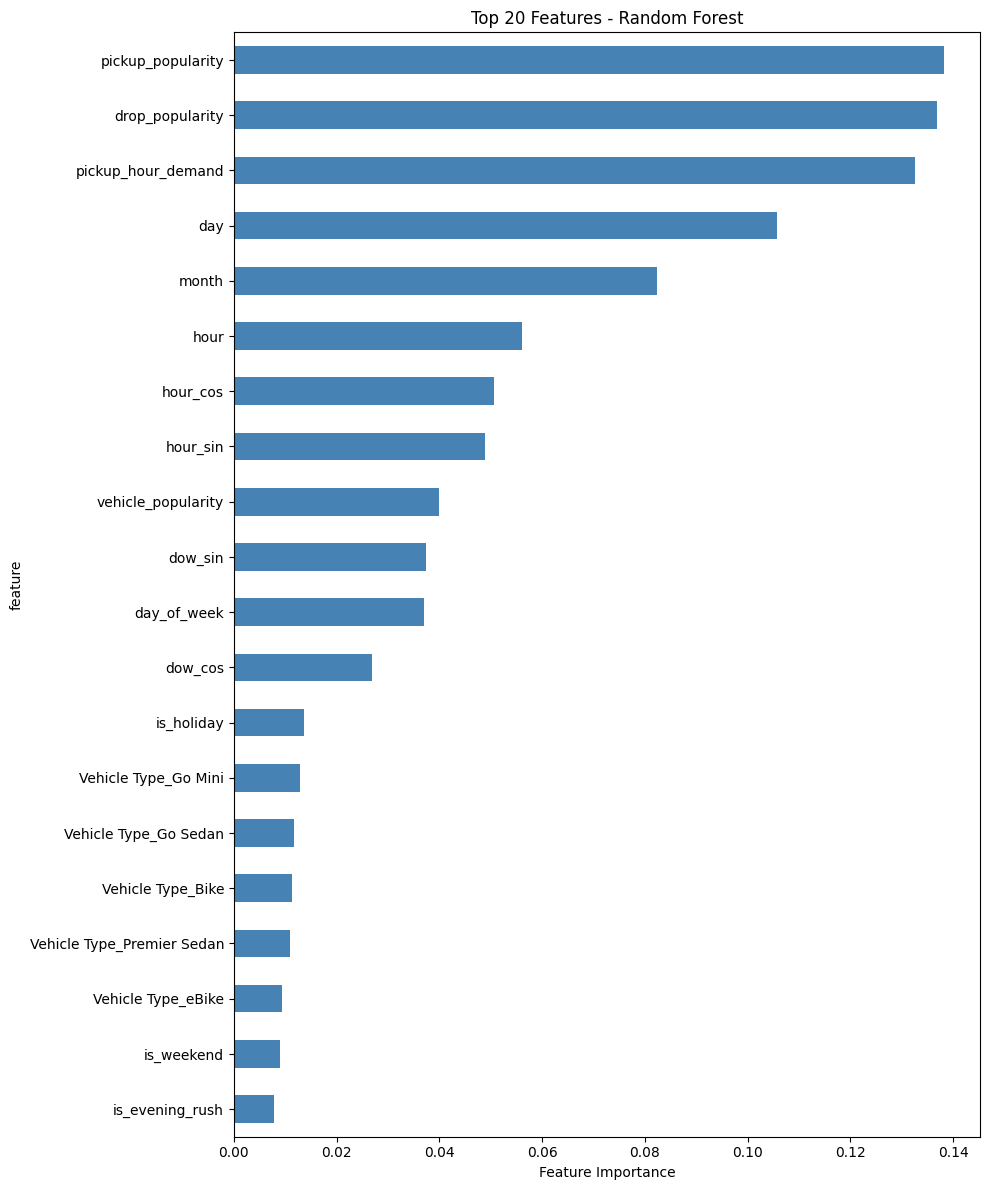 Top 20 Features - Random Forest
pickup_popularity
drop_popularity
pickup_hour_demand
day
month
hour
hour_cos
hour_sin
vehicle_popularity
dow_sin
day_of_week
dow_cos
is_holiday
Vehicle Type_Go Mini
Vehicle Type_Go Sedan
Vehicle Type_Bike
Vehicle Type_Premier Sedan
Vehicle Type_eBike
is_weekend
is_evening_rush
feature
0.00 0.02 0.04 0.06 0.08 0.10 0.12 0.14
Feature Importance